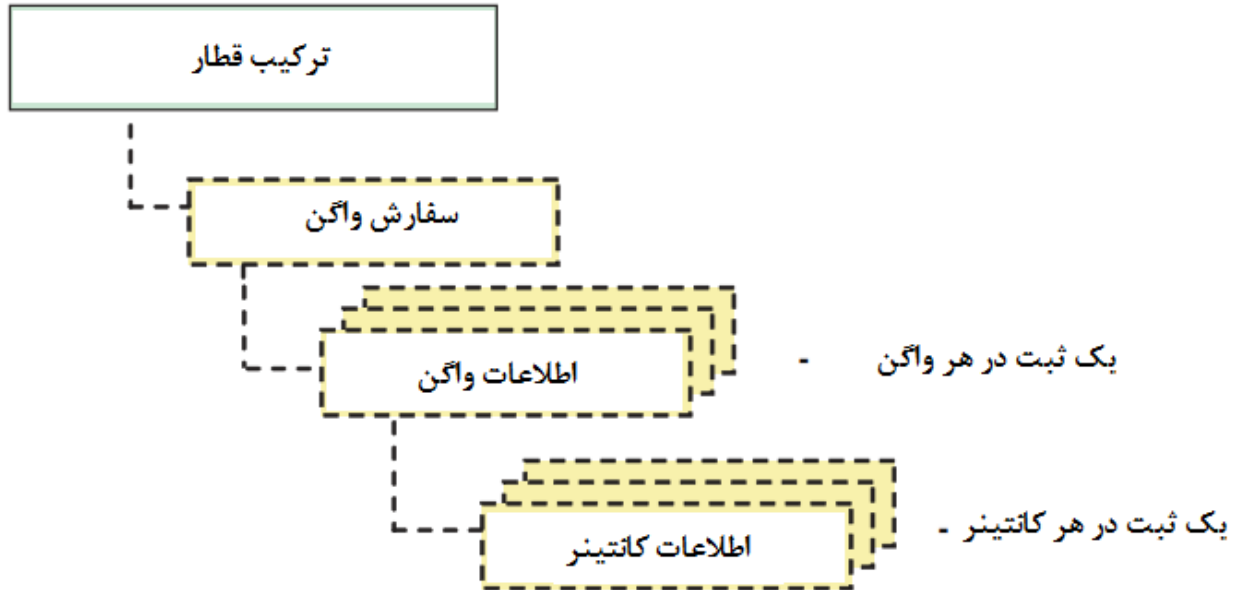 ترکیب قطار
سفارش واگن
اطلاعات واگن
یک ثبت در هر واگن -
اطلاعات کانتینر
یک ثبت در هر کانتینر -